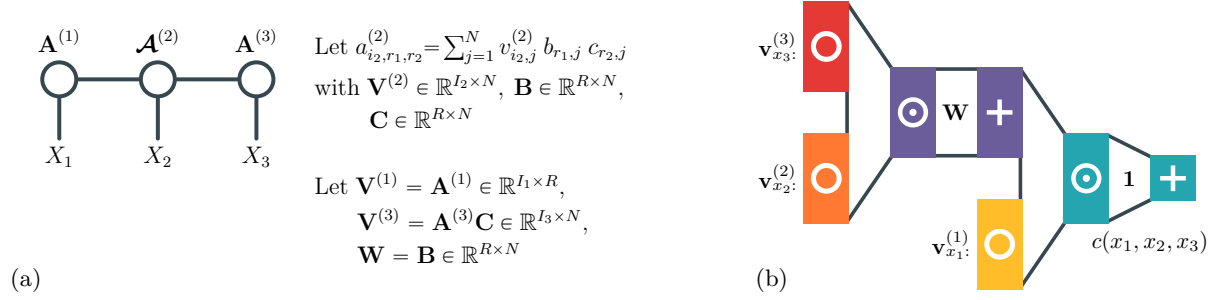 A^(1) 𝓐^(2) A^(3)
X_1 X_2 X_3
Let a^(2)_{i_2,r_1,r_2} = ∑_{j=1}^{N} v^(2)_{i_2,j} b_{r_1,j} c_{r_2,j}
with V^(2) ∈ ℝ^{I_2×N}, B ∈ ℝ^{R×N},
C ∈ ℝ^{R×N}
Let V^(1) = A^(1) ∈ ℝ^{I_1×R},
V^(3) = A^(3)C ∈ ℝ^{I_3×N},
W = B ∈ ℝ^{R×N}
(a)
v^(3)_{x_3:}
v^(2)_{x_2:}
⊙ W +
v^(1)_{x_1:}
⊙ 1 +
c(x_1, x_2, x_3)
(b)